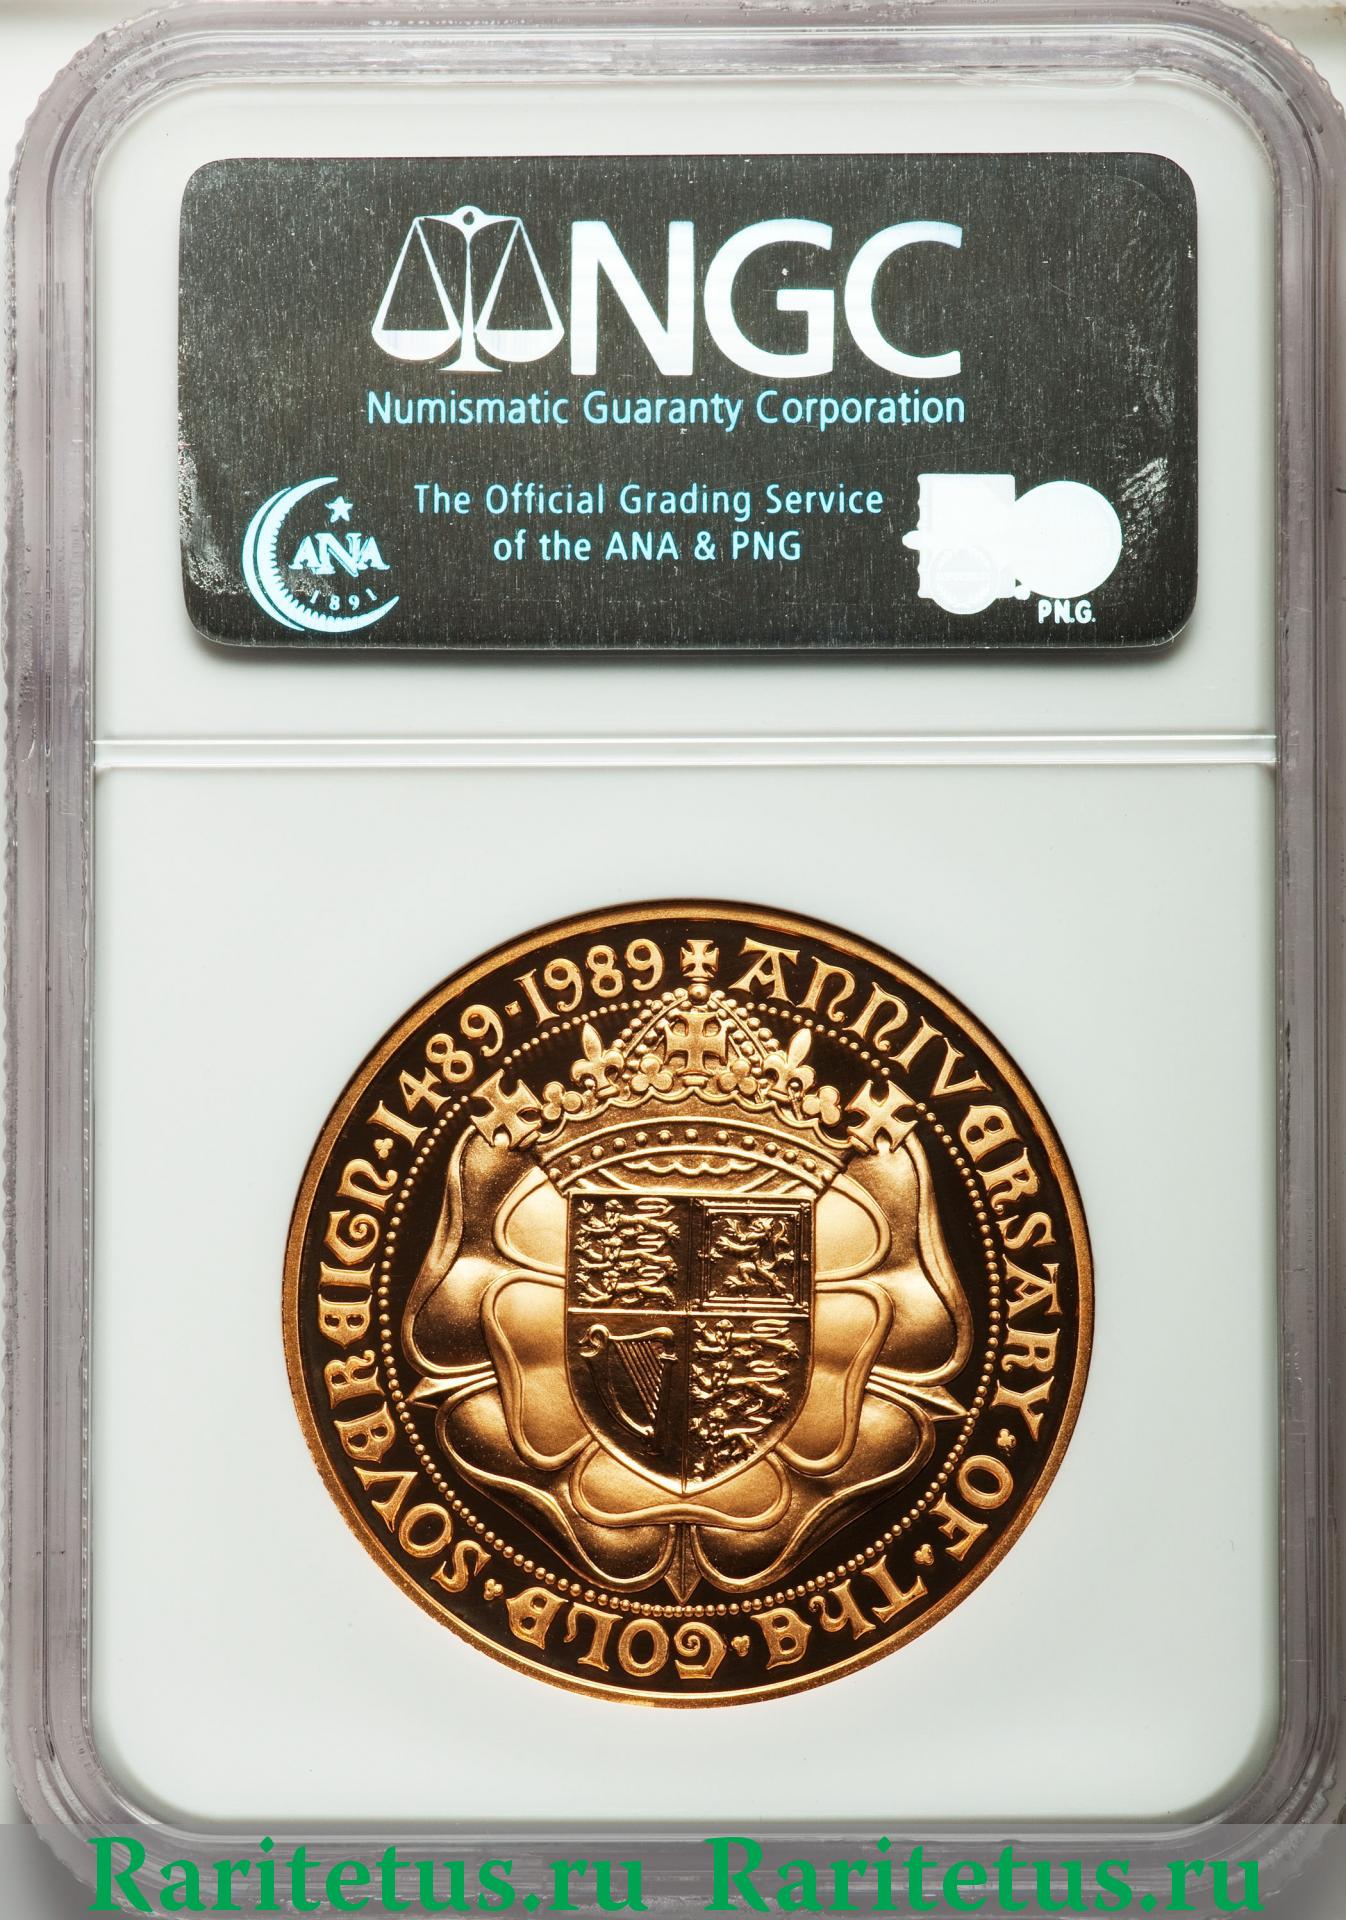 NGC
Numismatic Guaranty Corporation
The Official Grading Service
of the ANA & PNG
ANA
1891
P.N.G.
ANNIVERSARY · OF · THE · GOLD · SOVEREIGN · 1489 · 1989
Raritetus.ru Raritetus.ru